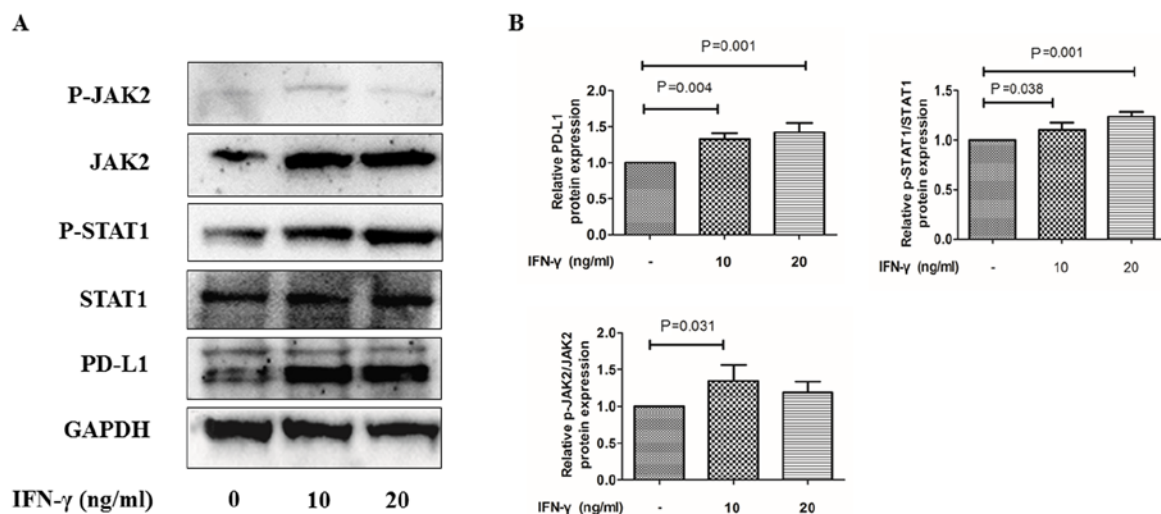 A
P-JAK2
JAK2
P-STAT1
STAT1
PD-L1
GAPDH
IFN-γ (ng/ml) 0 10 20
B
P=0.001
P=0.004
Relative PD-L1
protein expression
2.0
1.5
1.0
0.5
0.0
IFN-γ (ng/ml) - 10 20
P=0.001
P=0.038
Relative p-STAT1/STAT1
protein expression
1.5
1.0
0.5
0.0
IFN-γ (ng/ml) - 10 20
P=0.031
Relative p-JAK2/JAK2
protein expression
2.0
1.5
1.0
0.5
0.0
IFN-γ (ng/ml) - 10 20